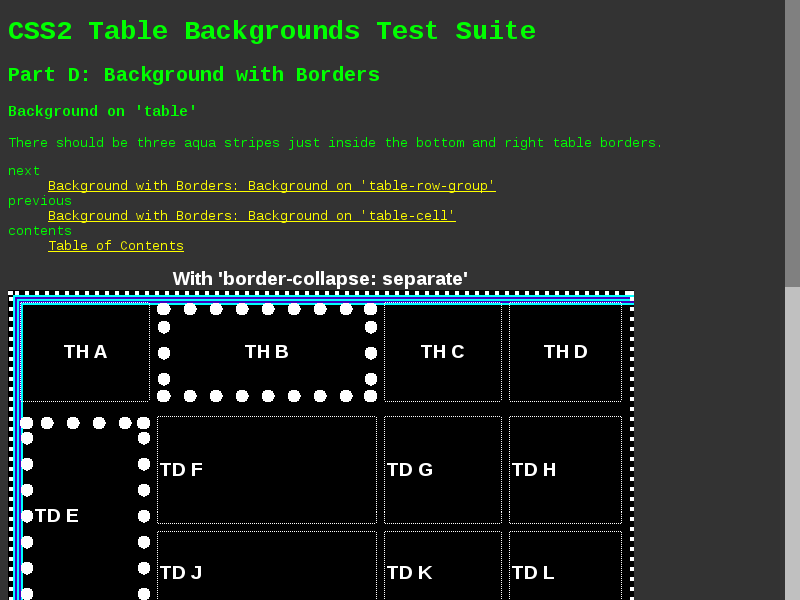 CSS2 Table Backgrounds Test Suite
Part D: Background with Borders
Background on 'table'
There should be three aqua stripes just inside the bottom and right table borders.
next
Background with Borders: Background on 'table-row-group'
previous
Background with Borders: Background on 'table-cell'
contents
Table of Contents
With 'border-collapse: separate'
TH A TH B TH C TH D
TD F TD G TD H
TD E
TD J TD K TD L